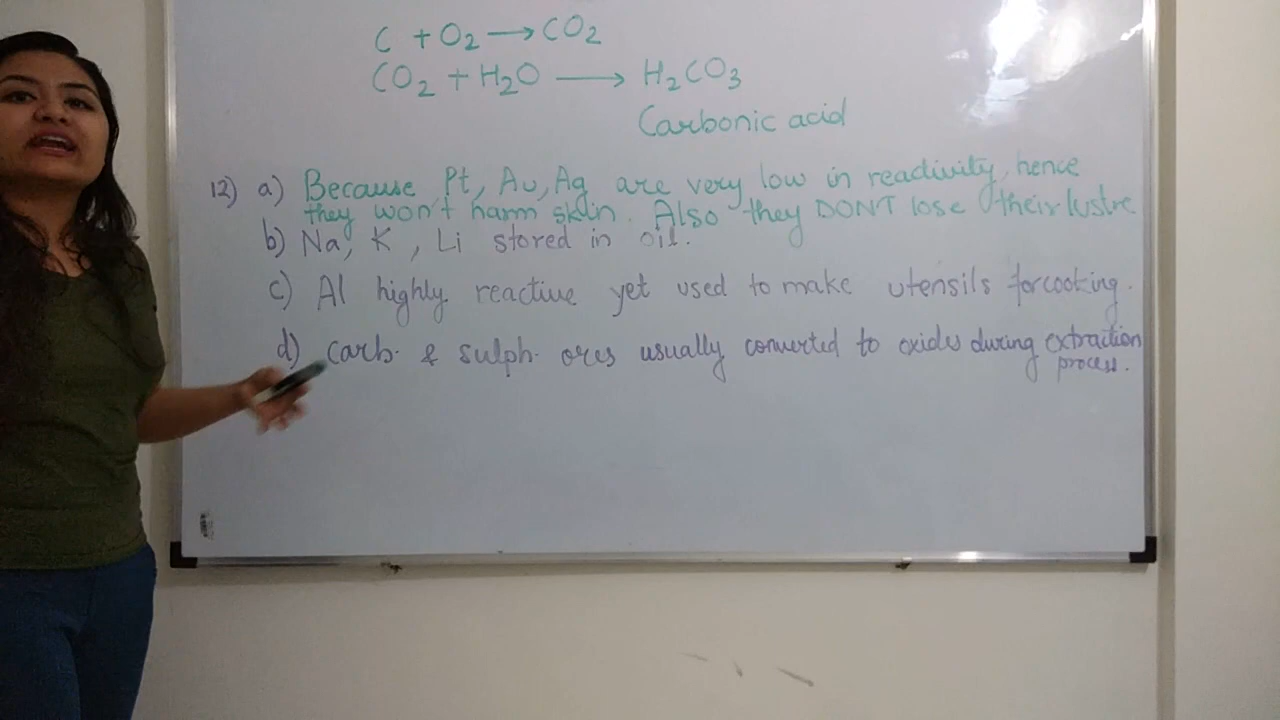 C + O₂ → CO₂
CO₂ + H₂O → H₂CO₃
Carbonic acid
12) a) Because Pt, Au, Ag are very low in reactivity, hence
they won't harm skin. Also they DONT lose their lustre
b) Na, K, Li stored in oil.
c) Al highly reactive yet used to make utensils for cooking.
d) carb. & sulph. ores usually converted to oxides during extraction
process.